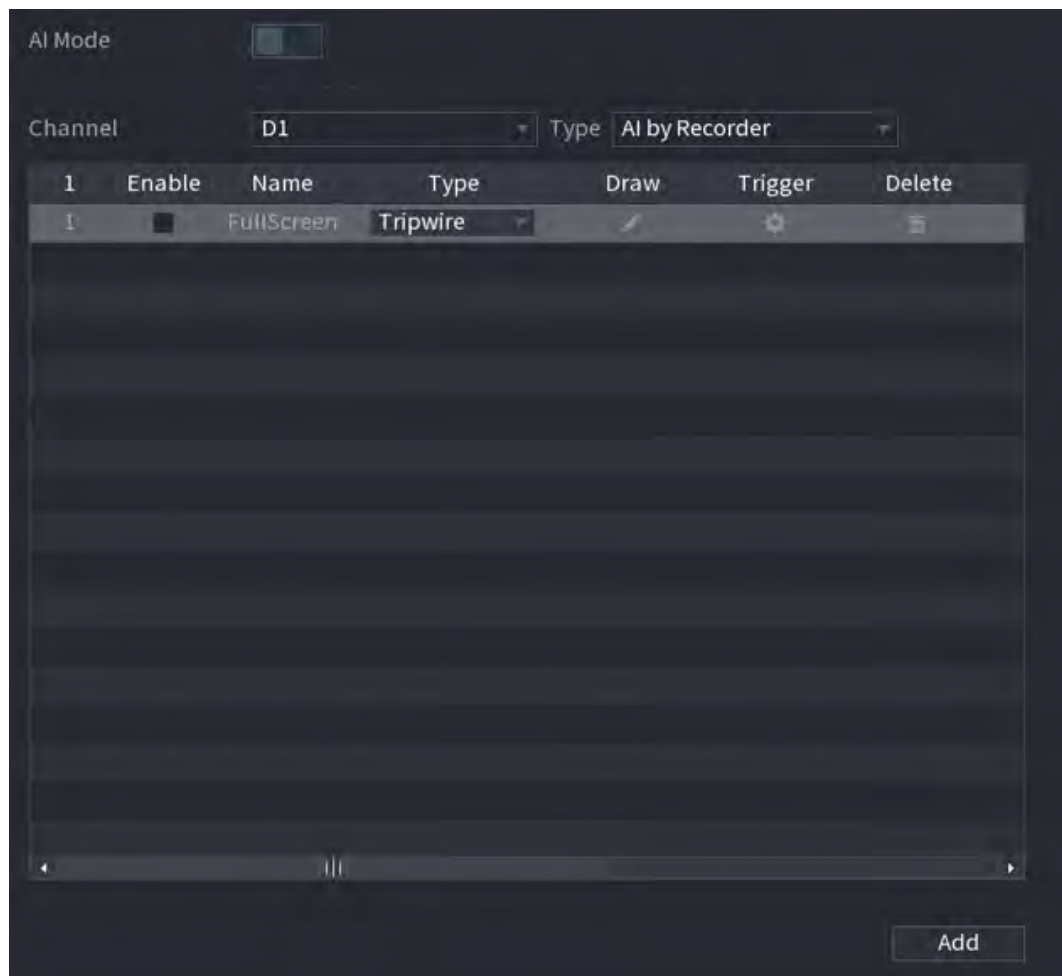 AI Mode
Channel D1 Type AI by Recorder
1 Enable Name Type Draw Trigger Delete
1 FullScreen Tripwire
Add